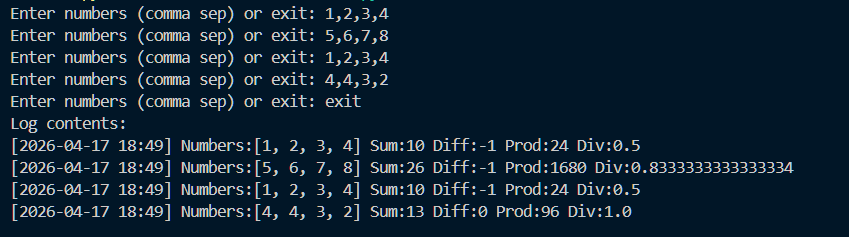 Enter numbers (comma sep) or exit: 1,2,3,4
Enter numbers (comma sep) or exit: 5,6,7,8
Enter numbers (comma sep) or exit: 1,2,3,4
Enter numbers (comma sep) or exit: 4,4,3,2
Enter numbers (comma sep) or exit: exit
Log contents:
[2026-04-17 18:49] Numbers:[1, 2, 3, 4] Sum:10 Diff:-1 Prod:24 Div:0.5
[2026-04-17 18:49] Numbers:[5, 6, 7, 8] Sum:26 Diff:-1 Prod:1680 Div:0.8333333333333334
[2026-04-17 18:49] Numbers:[1, 2, 3, 4] Sum:10 Diff:-1 Prod:24 Div:0.5
[2026-04-17 18:49] Numbers:[4, 4, 3, 2] Sum:13 Diff:0 Prod:96 Div:1.0